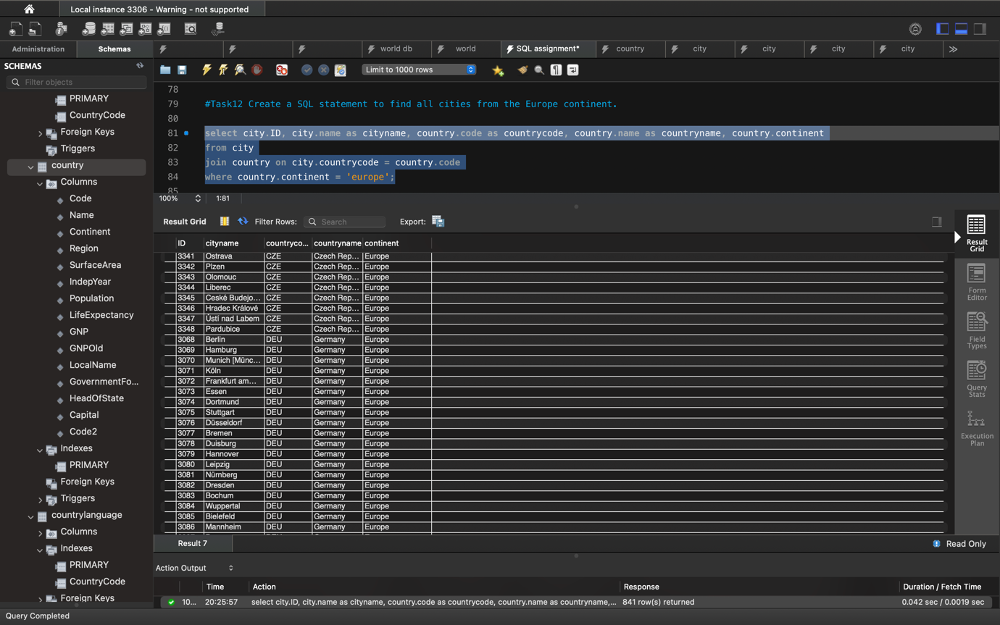 Local instance 3306 - Warning - not supported
Administration
Schemas
world db
world
SQL assignment*
country
city
city
city
city
SCHEMAS
Filter objects
PRIMARY
CountryCode
Foreign Keys
Triggers
country
Columns
Code
Name
Continent
Region
SurfaceArea
IndepYear
Population
LifeExpectancy
GNP
GNPOld
LocalName
GovernmentFo...
HeadOfState
Capital
Code2
Indexes
PRIMARY
Foreign Keys
Triggers
countrylanguage
Columns
Indexes
PRIMARY
CountryCode
Foreign Keys
Limit to 1000 rows
78
79 #Task12 Create a SQL statement to find all cities from the Europe continent.
80
81 select city.ID, city.name as cityname, country.code as countrycode, country.name as countryname, country.continent
82 from city
83 join country on city.countrycode = country.code
84 where country.continent = 'europe';
85
100% 1:81
Result Grid Filter Rows: Search Export:
ID cityname countryco... countryname continent
3341 Ostrava CZE Czech Rep... Europe
3342 Plzen CZE Czech Rep... Europe
3343 Olomouc CZE Czech Rep... Europe
3344 Liberec CZE Czech Rep... Europe
3345 Ceské Budejo... CZE Czech Rep... Europe
3346 Hradec Králové CZE Czech Rep... Europe
3347 Ústí nad Labem CZE Czech Rep... Europe
3348 Pardubice CZE Czech Rep... Europe
3068 Berlin DEU Germany Europe
3069 Hamburg DEU Germany Europe
3070 Munich [Münc... DEU Germany Europe
3071 Köln DEU Germany Europe
3072 Frankfurt am... DEU Germany Europe
3073 Essen DEU Germany Europe
3074 Dortmund DEU Germany Europe
3075 Stuttgart DEU Germany Europe
3076 Düsseldorf DEU Germany Europe
3077 Bremen DEU Germany Europe
3078 Duisburg DEU Germany Europe
3079 Hannover DEU Germany Europe
3080 Leipzig DEU Germany Europe
3081 Nürnberg DEU Germany Europe
3082 Dresden DEU Germany Europe
3083 Bochum DEU Germany Europe
3084 Wuppertal DEU Germany Europe
3085 Bielefeld DEU Germany Europe
3086 Mannheim DEU Germany Europe
Result
Grid
Form
Editor
Field
Types
Query
Stats
Execution
Plan
Result 7
Read Only
Action Output
Time Action Response Duration / Fetch Time
10... 20:25:57 select city.ID, city.name as cityname, country.code as countrycode, country.name as countryname,... 841 row(s) returned 0.042 sec / 0.0019 sec
Query Completed